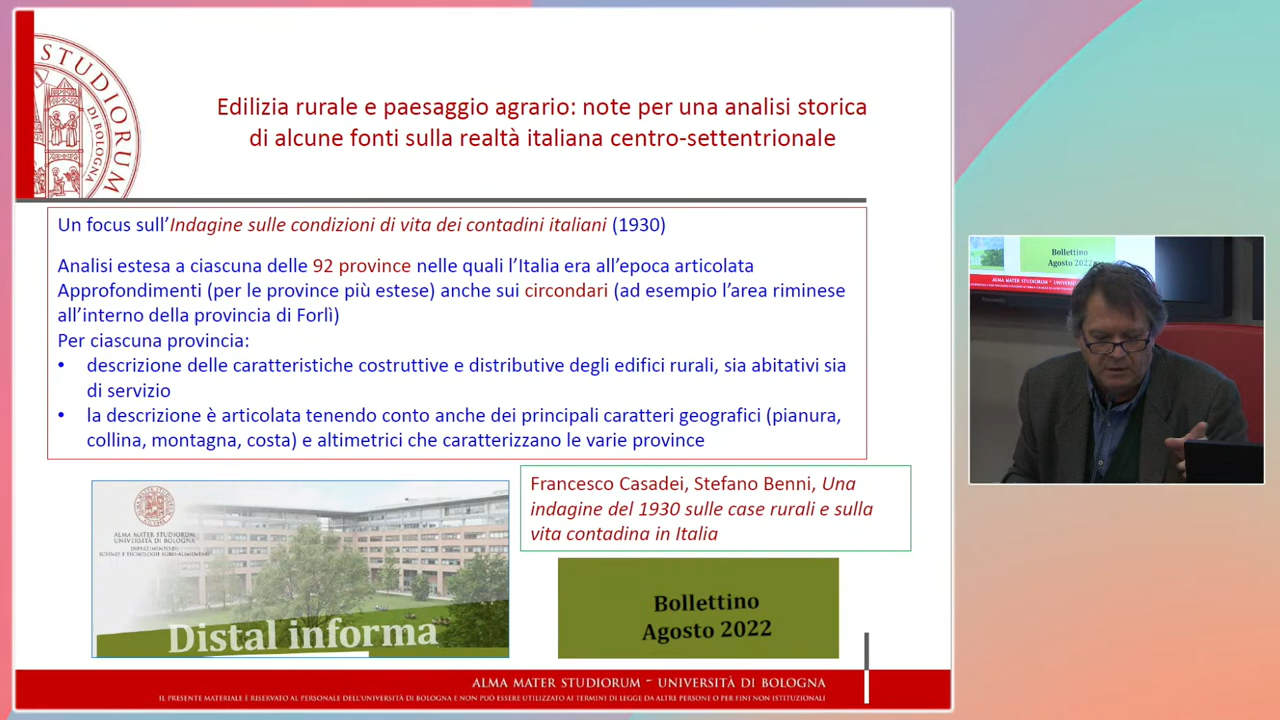 STUDIORUM
DI BOLOGNA
Edilizia rurale e paesaggio agrario: note per una analisi storica
di alcune fonti sulla realtà italiana centro-settentrionale
Un focus sull’Indagine sulle condizioni di vita dei contadini italiani (1930)
Analisi estesa a ciascuna delle 92 province nelle quali l’Italia era all’epoca articolata
Approfondimenti (per le province più estese) anche sui circondari (ad esempio l’area riminese
all’interno della provincia di Forlì)
Per ciascuna provincia:
• descrizione delle caratteristiche costruttive e distributive degli edifici rurali, sia abitativi sia
di servizio
• la descrizione è articolata tenendo conto anche dei principali caratteri geografici (pianura,
collina, montagna, costa) e altimetrici che caratterizzano le varie province
Francesco Casadei, Stefano Benni, Una
indagine del 1930 sulle case rurali e sulla
vita contadina in Italia
ALMA MATER STUDIORUM
UNIVERSITÀ DI BOLOGNA
DIPARTIMENTO DI
SCIENZE E TECNOLOGIE AGRO-ALIMENTARI
Distal informa
Bollettino
Agosto 2022
ALMA MATER STUDIORUM ~ UNIVERSITÀ DI BOLOGNA
IL PRESENTE MATERIALE È RISERVATO AL PERSONALE DELL’UNIVERSITÀ DI BOLOGNA E NON PUÒ ESSERE UTILIZZATO AI TERMINI DI LEGGE DA ALTRE PERSONE O PER FINI NON ISTITUZIONALI
Bollettino
Agosto 2022